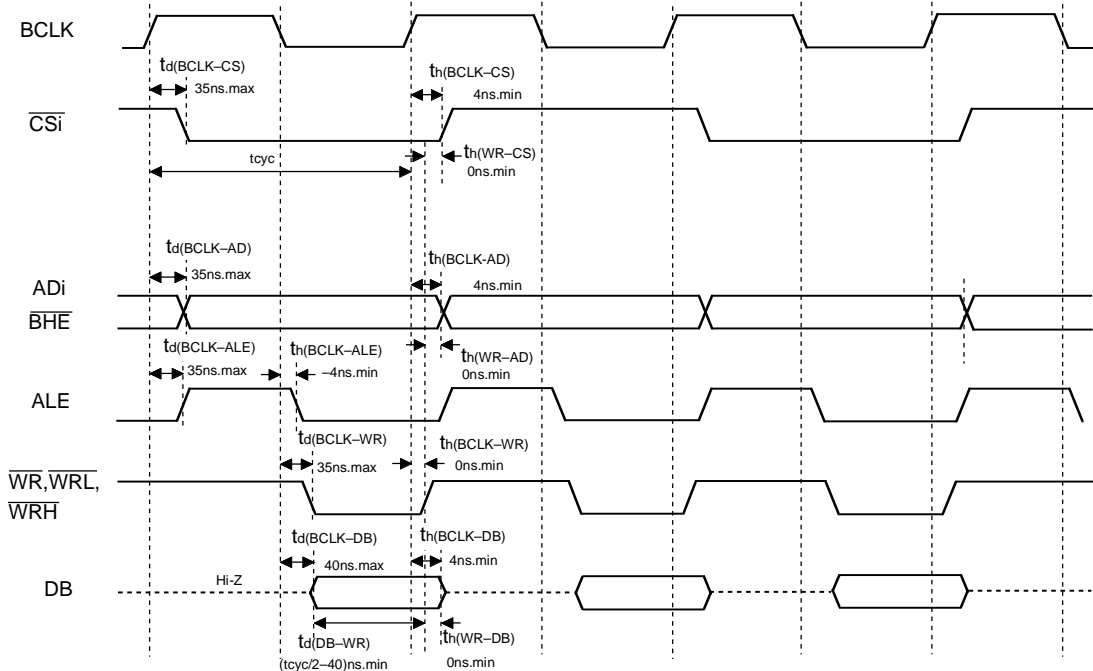 BCLK
td(BCLK–CS)
35ns.max
th(BCLK–CS)
4ns.min
CSi
tcyc
th(WR–CS)
0ns.min
td(BCLK–AD)
35ns.max
th(BCLK-AD)
4ns.min
ADi
BHE
td(BCLK–ALE)
35ns.max
th(BCLK–ALE)
–4ns.min
th(WR–AD)
0ns.min
ALE
td(BCLK–WR)
35ns.max
th(BCLK–WR)
0ns.min
WR,WRL,
WRH
td(BCLK–DB)
40ns.max
th(BCLK–DB)
4ns.min
DB
Hi-Z
td(DB–WR)
(tcyc/2–40)ns.min
th(WR–DB)
0ns.min